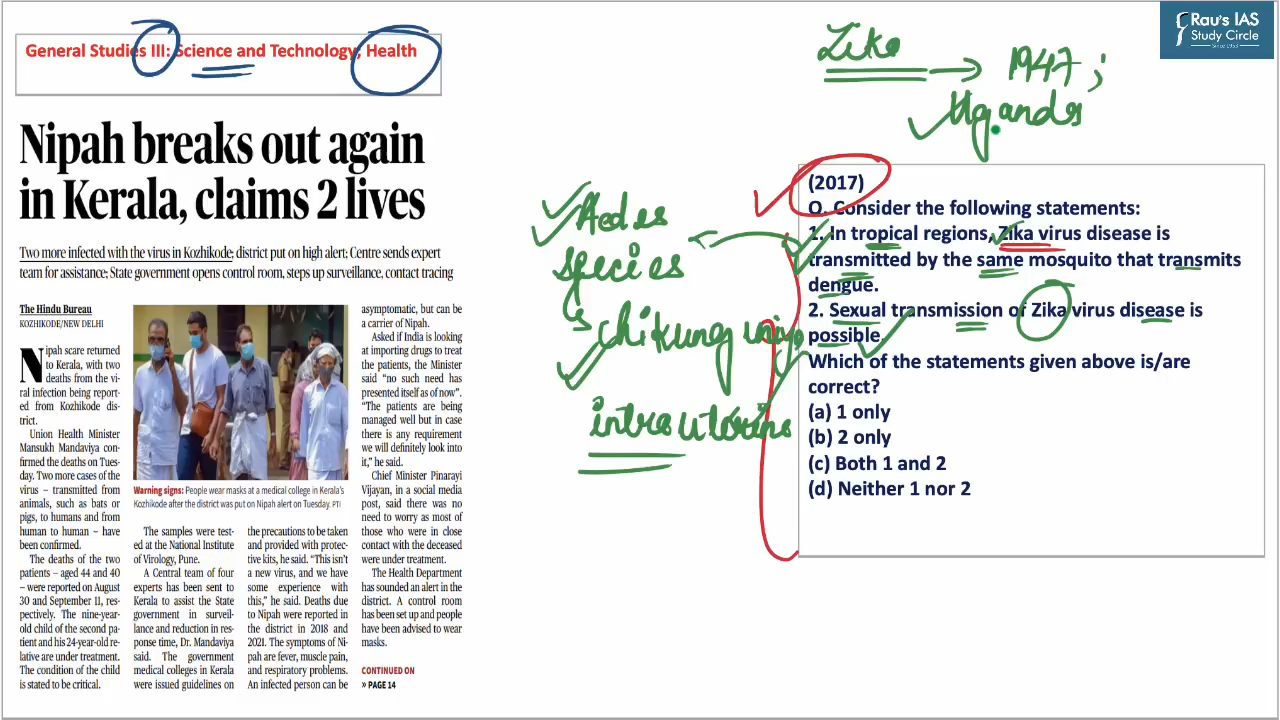 General Studies III: Science and Technology; Health
Rau's IAS
Study Circle
Since 1953
Zika
1947;
Uganda
Nipah breaks out again
in Kerala, claims 2 lives
Two more infected with the virus in Kozhikode; district put on high alert; Centre sends expert
team for assistance; State government opens control room, steps up surveillance, contact tracing
The Hindu Bureau
KOZHIKODE/NEW DELHI
Nipah scare returned
to Kerala, with two
deaths from the vi-
ral infection being report-
ed from Kozhikode dis-
trict.
Union Health Minister
Mansukh Mandaviya con-
firmed the deaths on Tues-
day. Two more cases of the
virus – transmitted from
animals, such as bats or
pigs, to humans and from
human to human – have
been confirmed.
The deaths of the two
patients – aged 44 and 40
– were reported on August
30 and September 11, res-
pectively. The nine-year-
old child of the second pa-
tient and his 24-year-old re-
lative are under treatment.
The condition of the child
is stated to be critical.
Warning signs: People wear masks at a medical college in Kerala's
Kozhikode after the district was put on Nipah alert on Tuesday. PTI
The samples were test-
ed at the National Institute
of Virology, Pune.
A Central team of four
experts has been sent to
Kerala to assist the State
government in surveil-
lance and reduction in res-
ponse time, Dr. Mandaviya
said. The government
medical colleges in Kerala
were issued guidelines on
the precautions to be taken
and provided with protec-
tive kits, he said. "This isn't
a new virus, and we have
some experience with
this," he said. Deaths due
to Nipah were reported in
the district in 2018 and
2021. The symptoms of Ni-
pah are fever, muscle pain,
and respiratory problems.
An infected person can be
asymptomatic, but can be
a carrier of Nipah.
Asked if India is looking
at importing drugs to treat
the patients, the Minister
said "no such need has
presented itself as of now".
"The patients are being
managed well but in case
there is any requirement
we will definitely look into
it," he said.
Chief Minister Pinarayi
Vijayan, in a social media
post, said there was no
need to worry as most of
those who were in close
contact with the deceased
were under treatment.
The Health Department
has sounded an alert in the
district. A control room
has been set up and people
have been advised to wear
masks.
CONTINUED ON
» PAGE 14
Aedes
species
chikungunya
intrauterine
(2017)
Q. Consider the following statements:
1. In tropical regions, Zika virus disease is
transmitted by the same mosquito that transmits
dengue.
2. Sexual transmission of Zika virus disease is
possible.
Which of the statements given above is/are
correct?
(a) 1 only
(b) 2 only
(c) Both 1 and 2
(d) Neither 1 nor 2